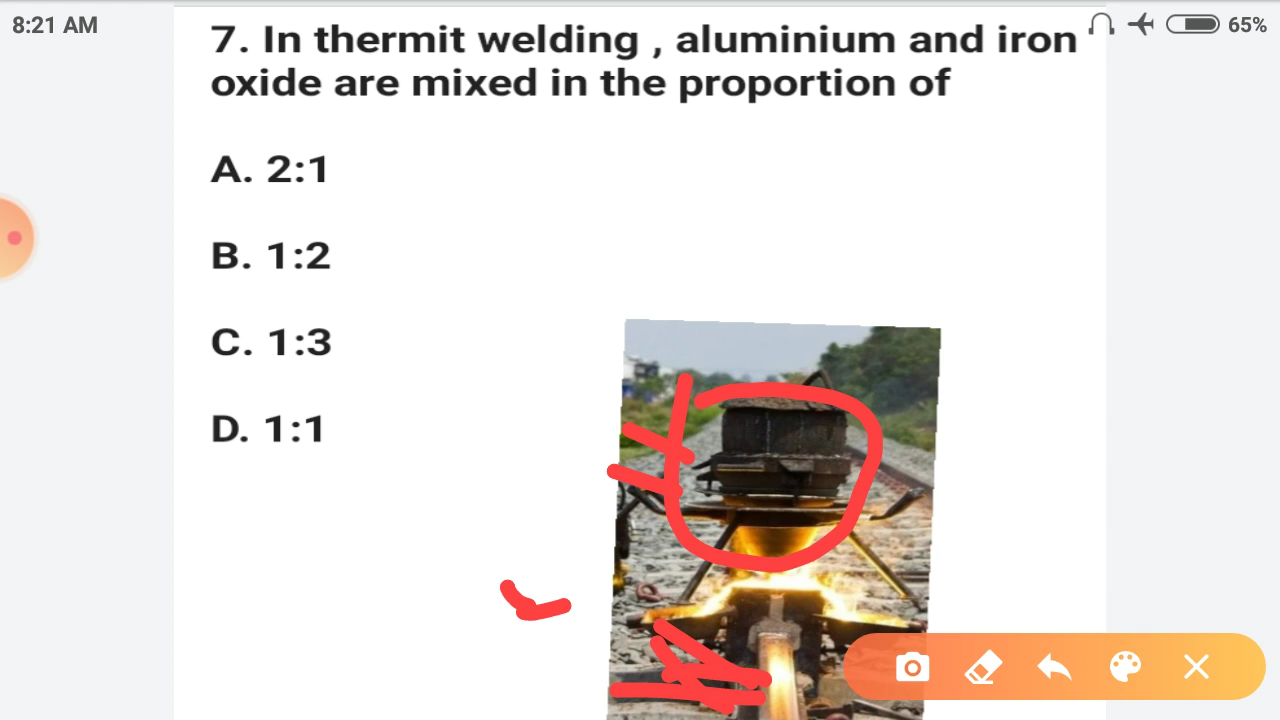 8:21 AM
65%
7. In thermit welding , aluminium and iron
oxide are mixed in the proportion of
A. 2:1
B. 1:2
C. 1:3
D. 1:1